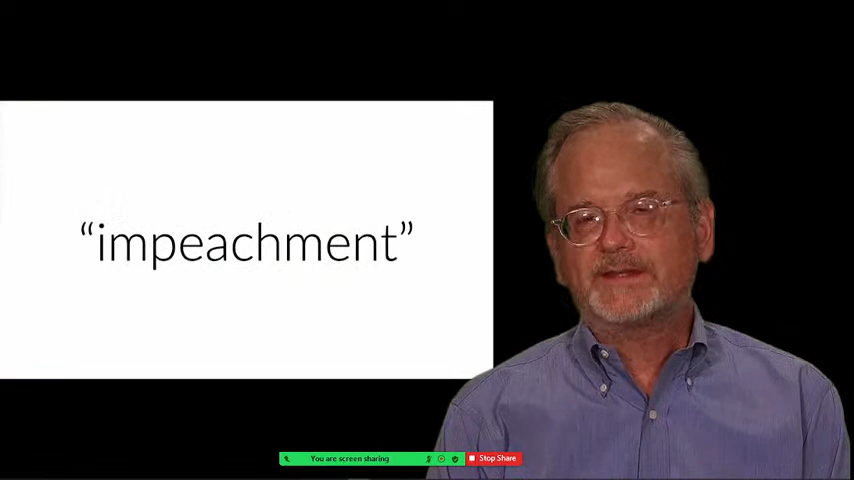 “impeachment”
You are screen sharing
Stop Share